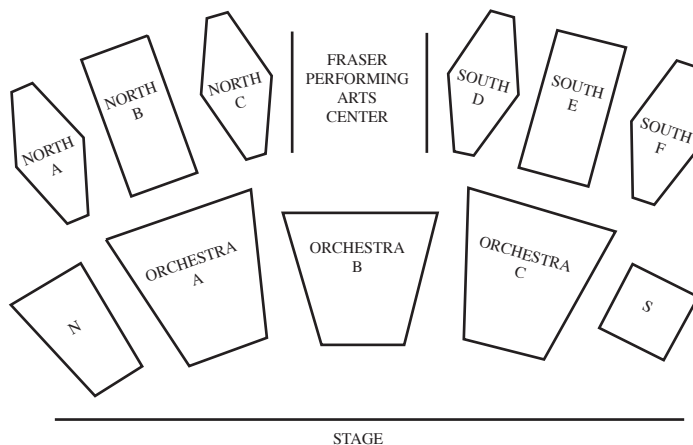 NORTH
A
NORTH
B
NORTH
C
FRASER
PERFORMING
ARTS
CENTER
SOUTH
D
SOUTH
E
SOUTH
F
N
ORCHESTRA
A
ORCHESTRA
B
ORCHESTRA
C
S
STAGE